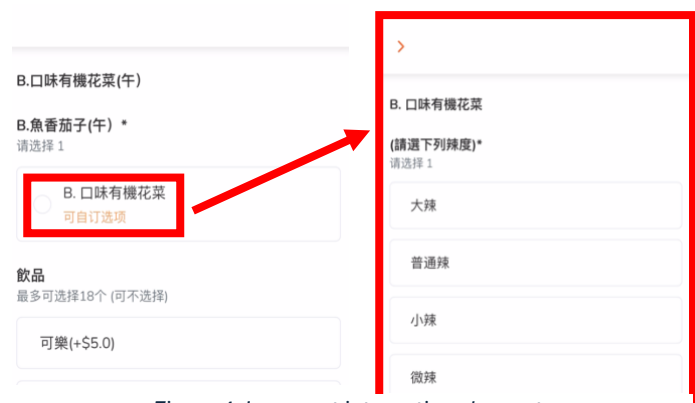 B.口味有機花菜(午)
B.魚香茄子(午) *
请选择 1
B. 口味有機花菜
可自订选项
飲品
最多可选择18个 (可不选择)
可樂(+$5.0)
B. 口味有機花菜
(請選下列辣度)*
请选择 1
大辣
普通辣
小辣
微辣